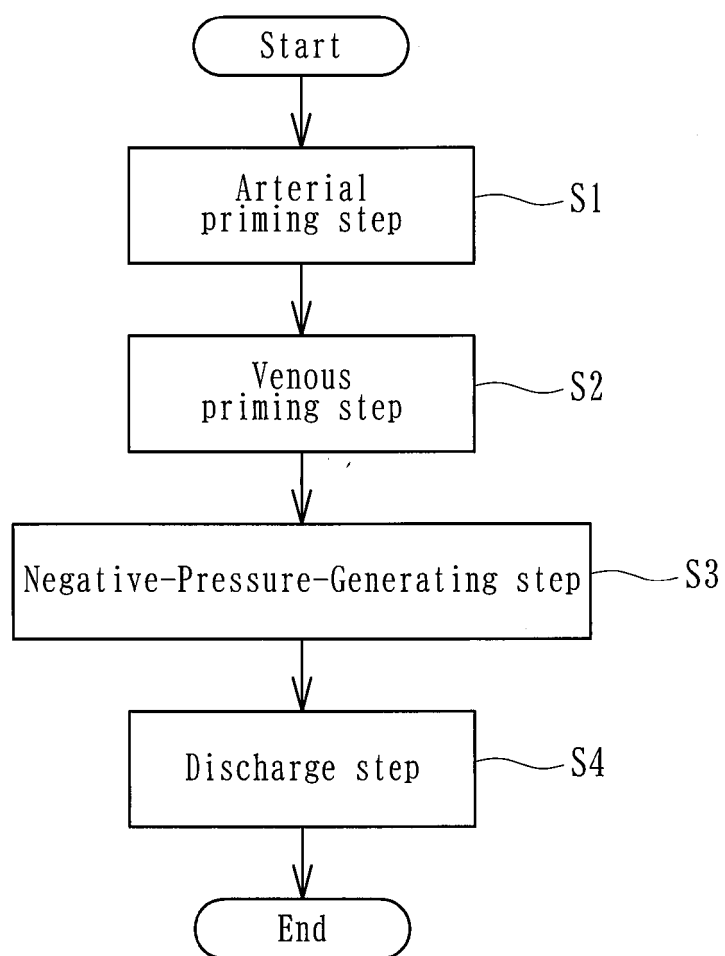 Start
Arterial
priming step
S1
Venous
priming step
S2
Negative-Pressure-Generating step
S3
Discharge step
S4
End